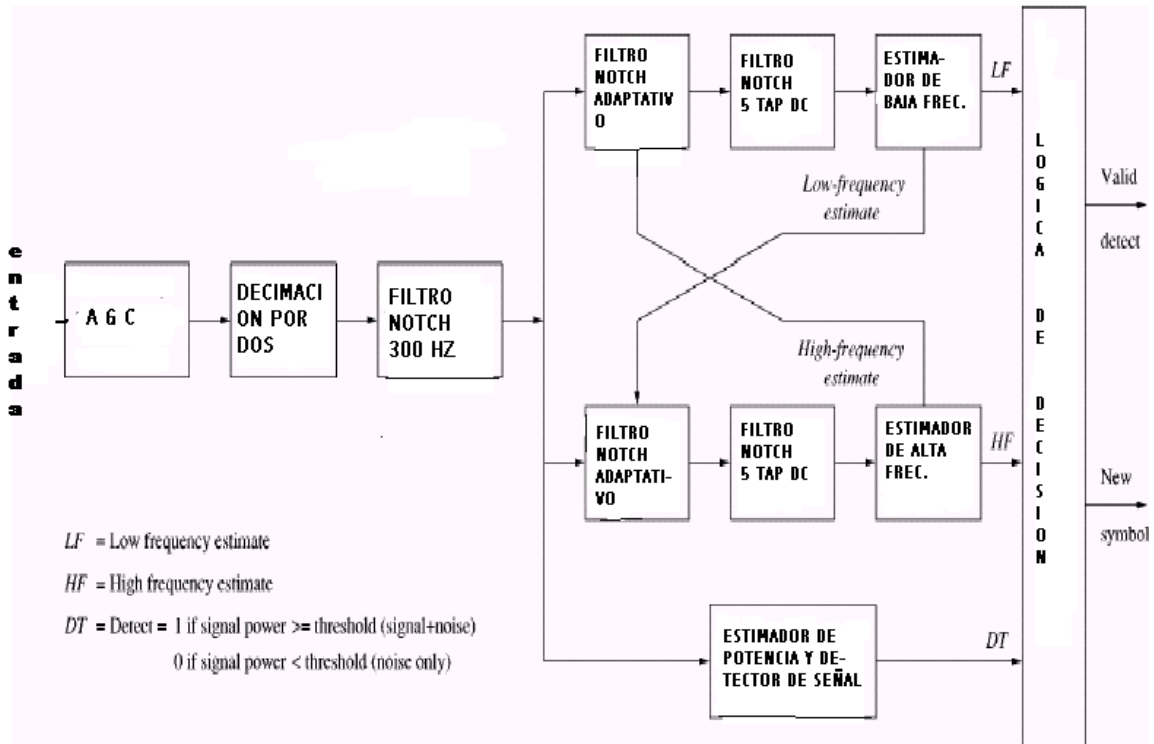 entrada
A G C
DECIMACI
ON POR
DOS
FILTRO
NOTCH
300 HZ
FILTRO
NOTCH
ADAPTATIV
O
FILTRO
NOTCH
5 TAP DC
ESTIMA-
DOR DE
BAJA FREC.
LF
Low-frequency
estimate
High-frequency
estimate
FILTRO
NOTCH
ADAPTATI-
VO
FILTRO
NOTCH
5 TAP DC
ESTIMADOR
DE ALTA
FREC.
HF
ESTIMADOR DE
POTENCIA Y DE-
TECTOR DE SEÑAL
DT
LOGICA DE DECISION
Valid
detect
New
symbol
LF = Low frequency estimate
HF = High frequency estimate
DT = Detect = 1 if signal power >= threshold (signal+noise)
0 if signal power < threshold (noise only)